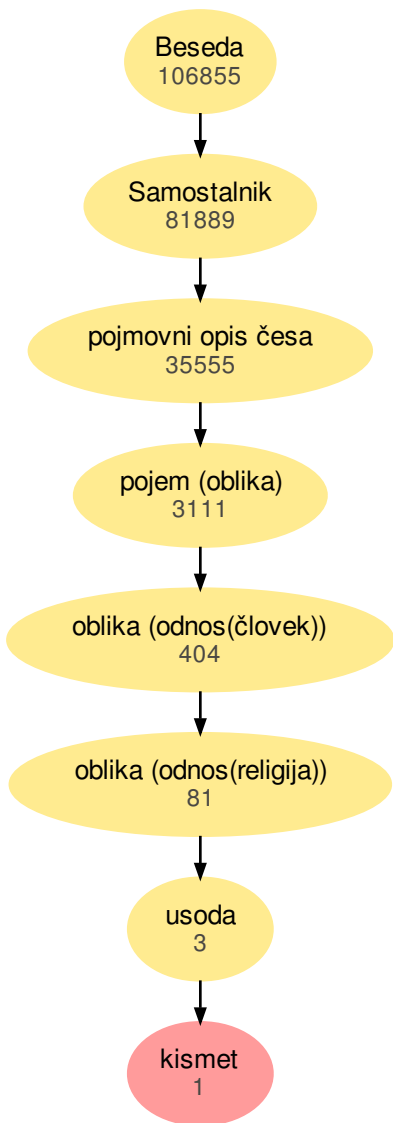 Beseda
106855
Samostalnik
81889
pojmovni opis česa
35555
pojem (oblika)
3111
oblika (odnos(človek))
404
oblika (odnos(religija))
81
usoda
3
kismet
1